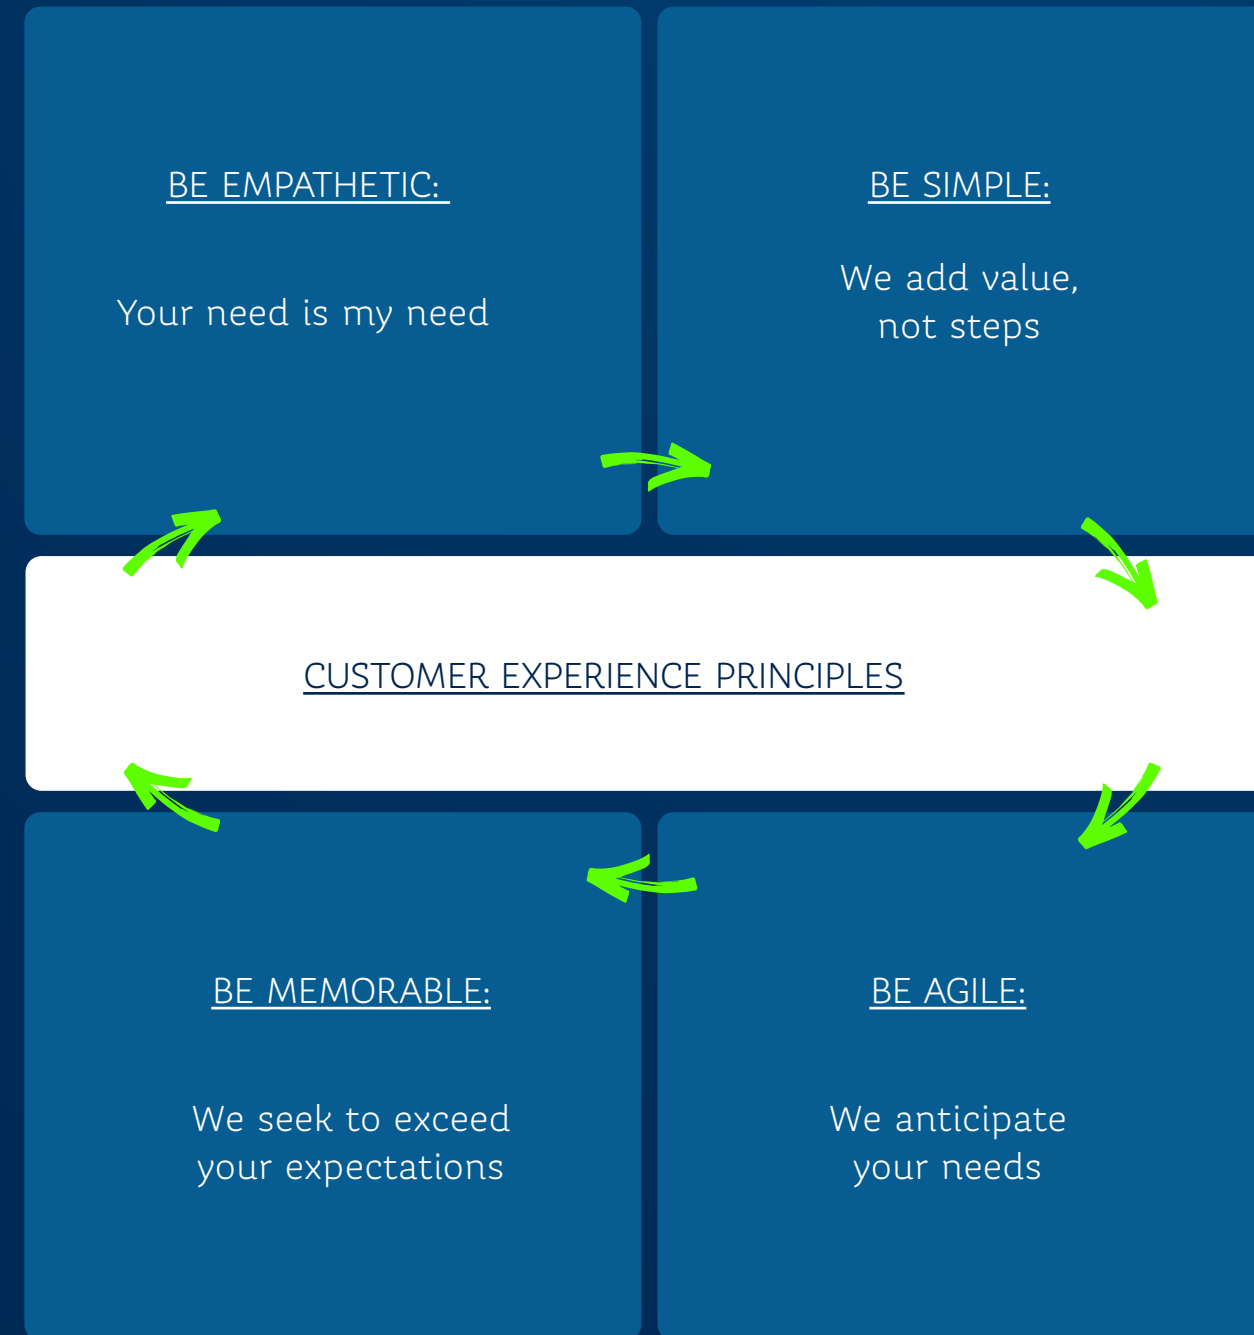 BE EMPATHETIC:
Your need is my need
BE SIMPLE:
We add value,
not steps
CUSTOMER EXPERIENCE PRINCIPLES
BE MEMORABLE:
We seek to exceed
your expectations
BE AGILE:
We anticipate
your needs